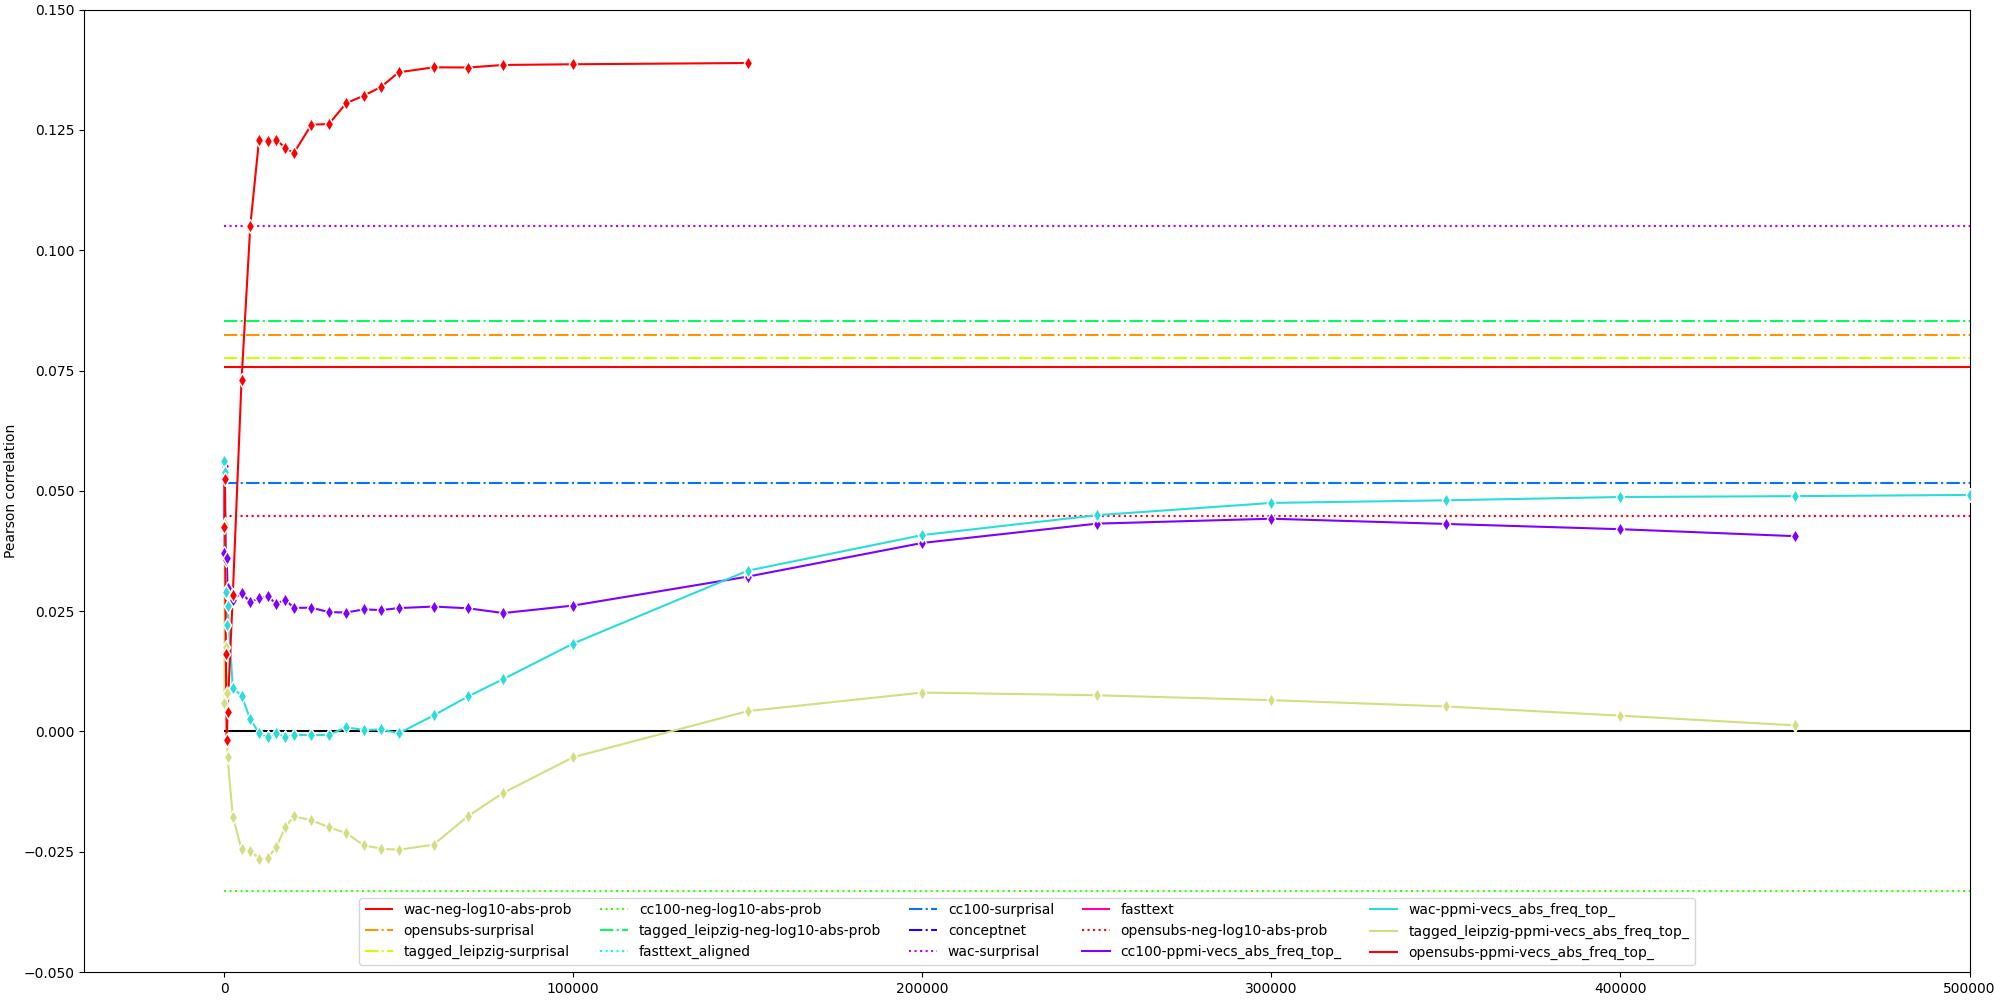 0.150
0.125
0.100
0.075
0.050
0.025
0.000
−0.025
−0.050
Pearson correlation
0
100000
200000
300000
400000
500000
wac-neg-log10-abs-prob
opensubs-surprisal
tagged_leipzig-surprisal
cc100-neg-log10-abs-prob
tagged_leipzig-neg-log10-abs-prob
fasttext_aligned
cc100-surprisal
conceptnet
wac-surprisal
fasttext
opensubs-neg-log10-abs-prob
cc100-ppmi-vecs_abs_freq_top_
wac-ppmi-vecs_abs_freq_top_
tagged_leipzig-ppmi-vecs_abs_freq_top_
opensubs-ppmi-vecs_abs_freq_top_